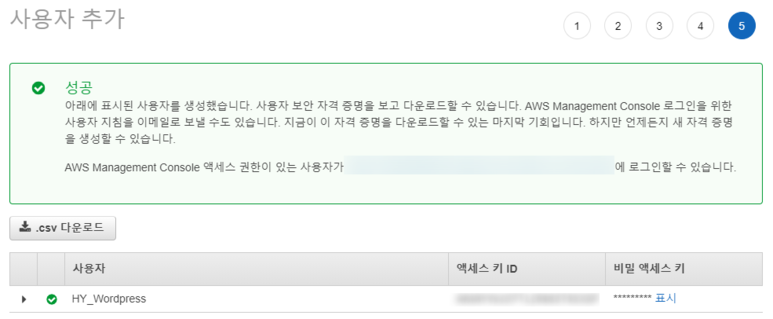 사용자 추가
1 2 3 4 5
성공
아래에 표시된 사용자를 생성했습니다. 사용자 보안 자격 증명을 보고 다운로드할 수 있습니다. AWS Management Console 로그인을 위한
사용자 지침을 이메일로 보낼 수도 있습니다. 지금이 이 자격 증명을 다운로드할 수 있는 마지막 기회입니다. 하지만 언제든지 새 자격 증명
을 생성할 수 있습니다.
AWS Management Console 액세스 권한이 있는 사용자가 에 로그인할 수 있습니다.
.csv 다운로드
사용자 액세스 키 ID 비밀 액세스 키
HY_Wordpress ********* 표시